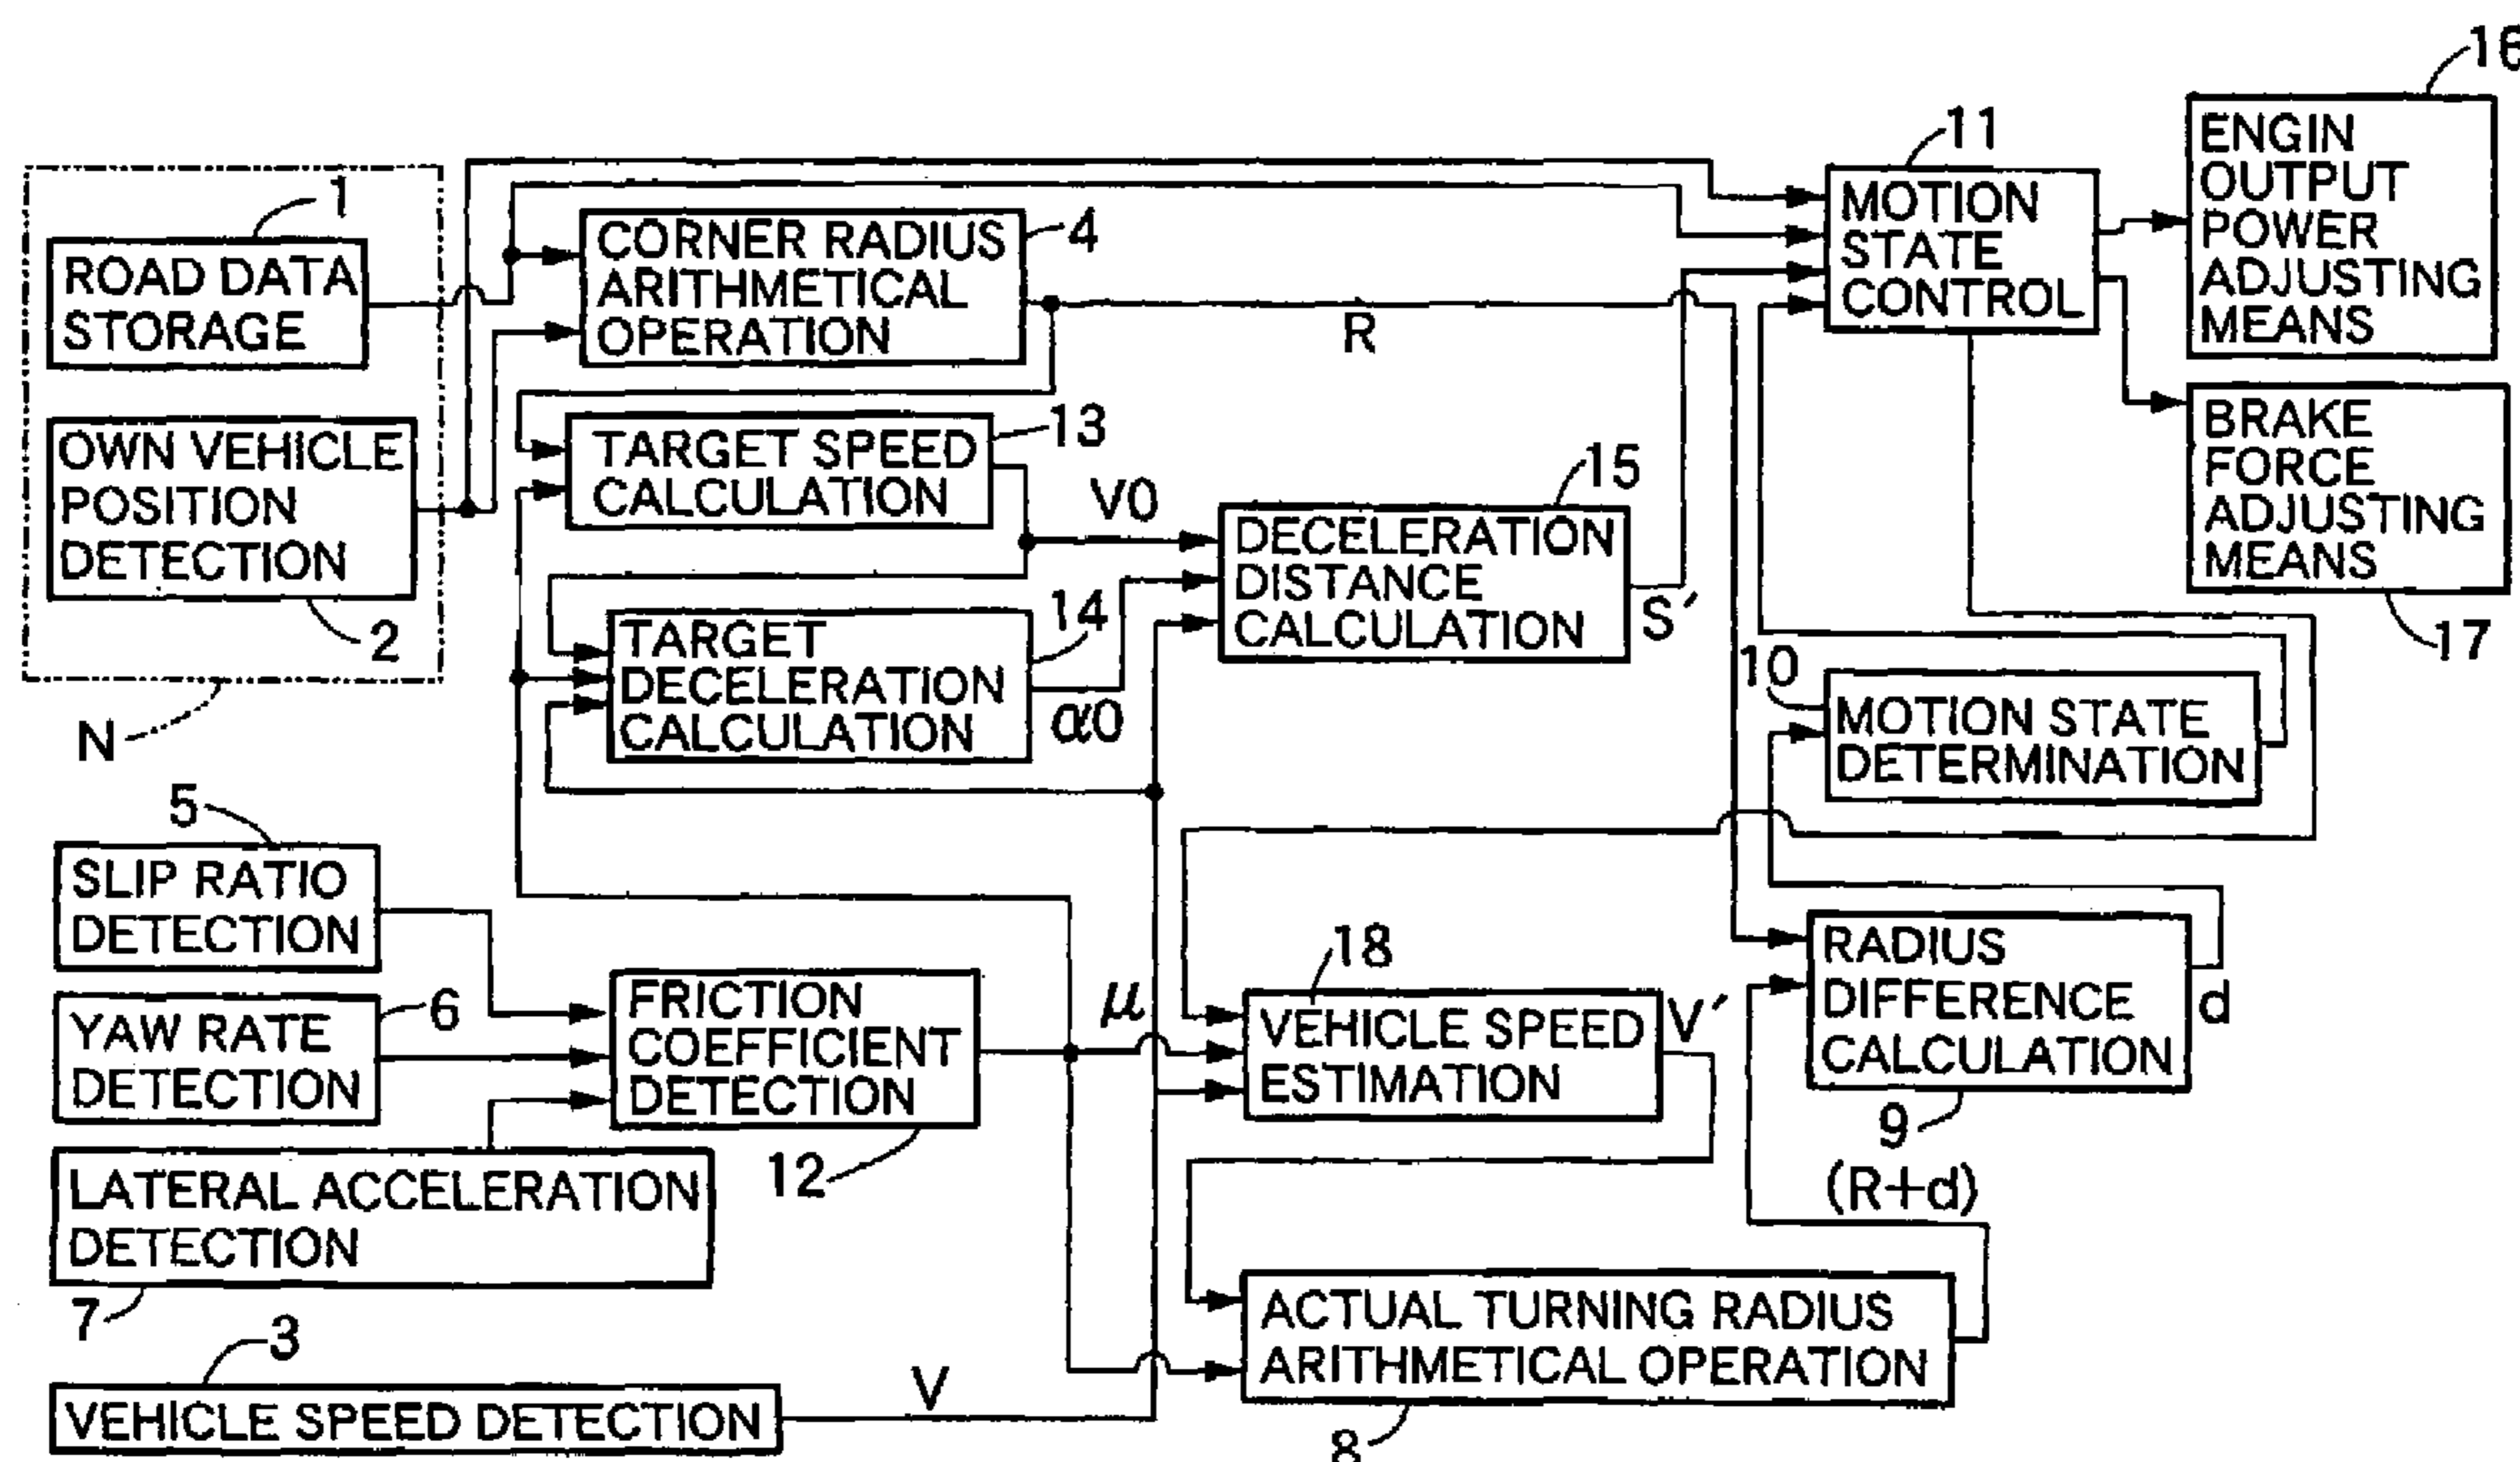 16
11
ENGIN
OUTPUT
POWER
ADJUSTING
MEANS
1
ROAD DATA
STORAGE
4
CORNER RADIUS
ARITHMETICAL
OPERATION
R
MOTION
STATE
CONTROL
OWN VEHICLE
POSITION
DETECTION
2
N
13
TARGET SPEED
CALCULATION
V0
15
DECELERATION
DISTANCE
CALCULATION
S′
BRAKE
FORCE
ADJUSTING
MEANS
17
14
TARGET
DECELERATION
CALCULATION
α0
10
MOTION STATE
DETERMINATION
5
SLIP RATIO
DETECTION
6
YAW RATE
DETECTION
FRICTION
COEFFICIENT
DETECTION
12
μ
18
VEHICLE SPEED
ESTIMATION
V′
RADIUS
DIFFERENCE
CALCULATION
d
9
(R+d)
LATERAL ACCELERATION
DETECTION
7
3
VEHICLE SPEED DETECTION
V
ACTUAL TURNING RADIUS
ARITHMETICAL OPERATION
8